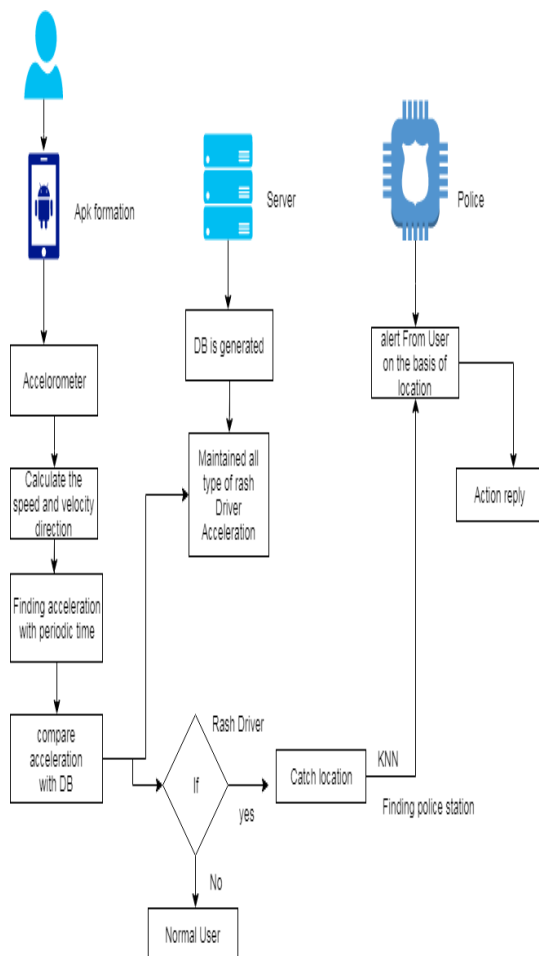 Apk formation
Server
Police
Accelorometer
Calculate the
speed and velocity
direction
Finding acceleration
with periodic time
compare
acceleration
with DB
DB is generated
Maintained all
type of rash
Driver
Acceleration
alert From User
on the basis of
location
Action reply
Rash Driver
If
yes
No
Normal User
Catch location
KNN
Finding police station